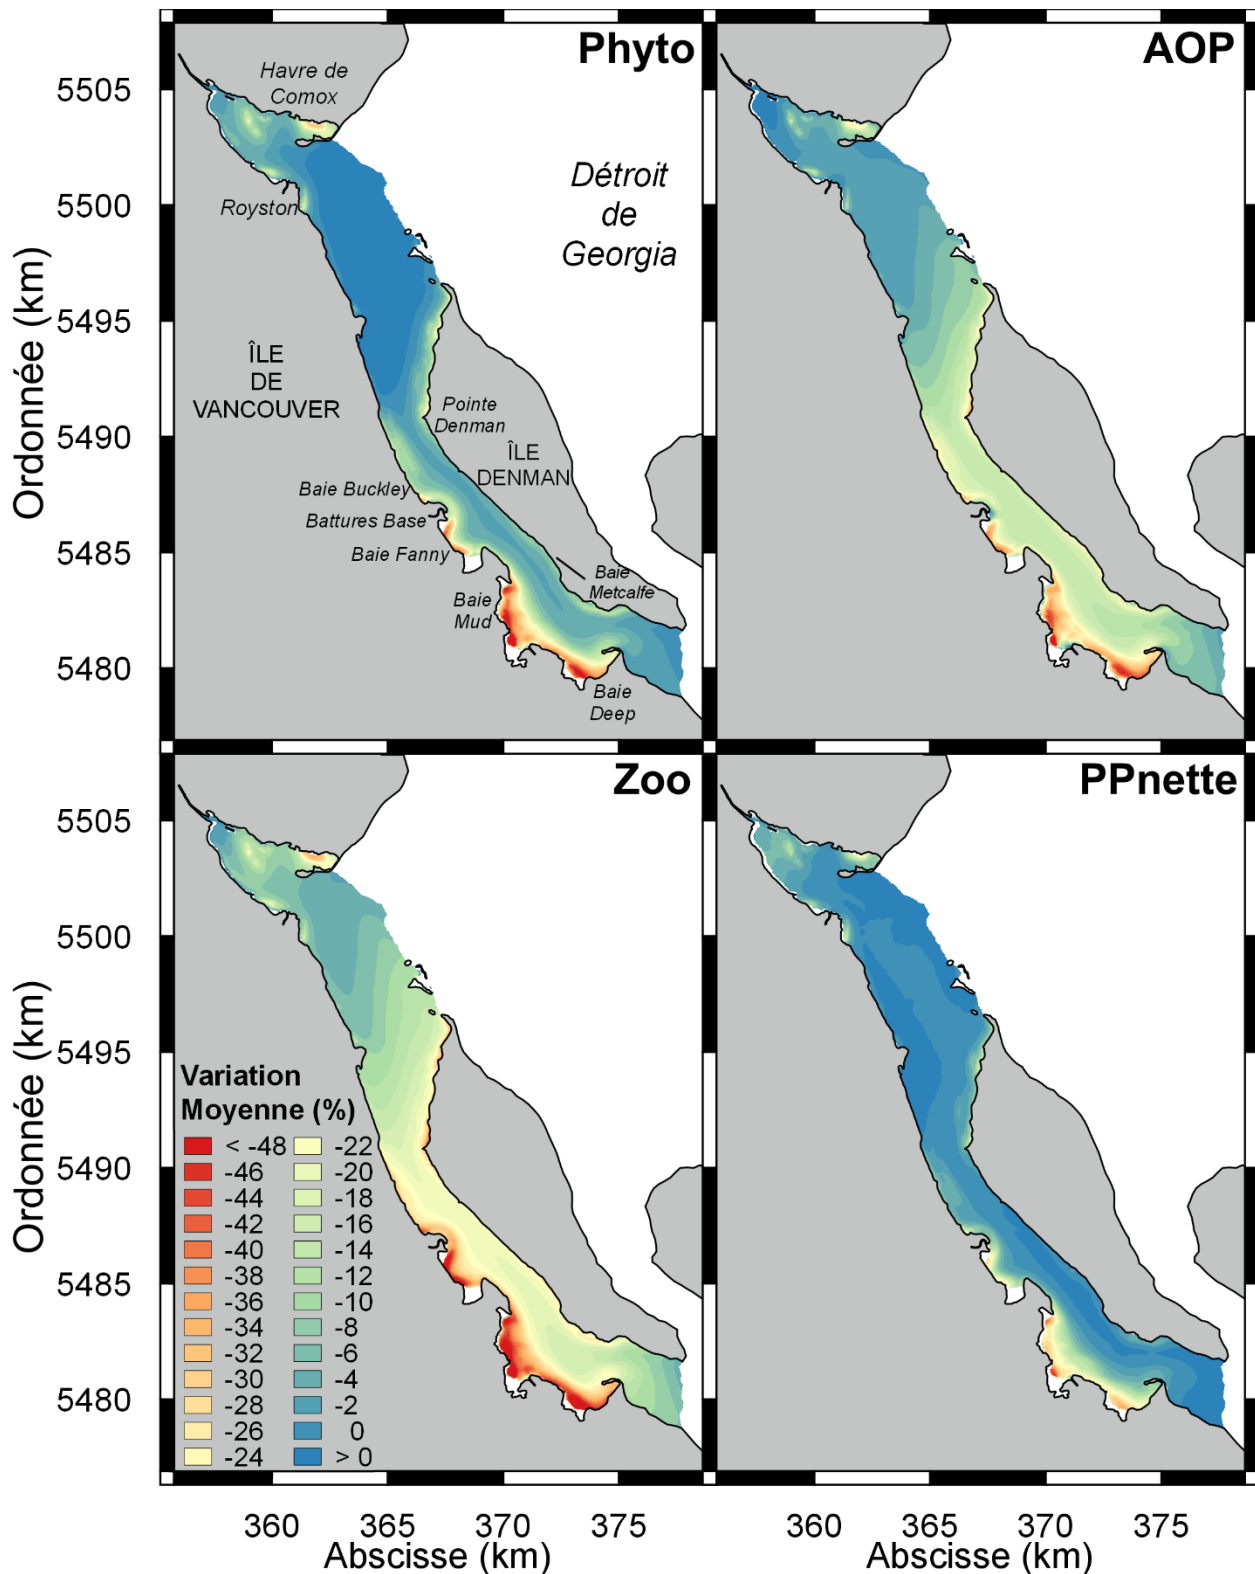 Phyto
Havre de
Comox
Détroit
de
Georgia
Royston
ÎLE
DE
VANCOUVER
Pointe
Denman
ÎLE
DENMAN
Baie Buckley
Battures Base
Baie Fanny
Baie
Metcalfe
Baie
Mud
Baie
Deep
5505
5500
5495
5490
5485
5480
Ordonnée (km)
AOP
Zoo
Variation
Moyenne (%)
< -48
-46
-44
-42
-40
-38
-36
-34
-32
-30
-28
-26
-24
-22
-20
-18
-16
-14
-12
-10
-8
-6
-4
-2
0
> 0
5505
5500
5495
5490
5485
5480
Ordonnée (km)
PPnette
360
365
370
375
Abscisse (km)
360
365
370
375
Abscisse (km)